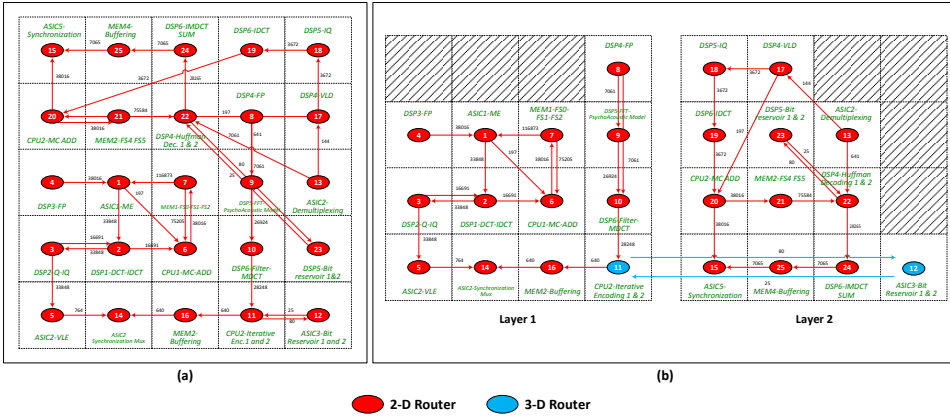 ASIC5-
Synchronization
MEM4-
Buffering
DSP6-IMDCT
SUM
DSP6-IDCT
DSP5-IQ
15
25
24
19
18
7065
7065
3672
38016
3672
3672
DSP4-FP
DSP4-VLD
20
21
22
8
17
38016
75584
197
7061
641
CPU2-MC ADD
MEM2-FS4 FS5
DSP4-Huffman
Dec. 1 & 2
80
25
7061
144
4
1
7
9
13
38016
116873
197
DSP3-FP
ASIC1-ME
MEM1-FS0-FS1-FS2
DSP5-FFT-
PsychoAcoustic Model
ASIC2-
Demultiplexing
33848
75205
38016
26924
3
2
6
10
23
16691
33848
16691
DSP2-Q-IQ
DSP1-DCT-IDCT
CPU1-MC-ADD
DSP6-Filter-
MDCT
DSP5-Bit
reservoir 1&2
33848
28248
5
14
16
11
12
764
640
640
25
80
ASIC2-VLE
ASIC2
Synchronization Mux
MEM2-
Buffering
CPU2-Iterative
Enc.1 and 2
ASIC3-Bit
Reservoir 1 and 2
(a)
DSP4-FP
8
7061
DSP3-FP
ASIC1-ME
MEM1-FS0-
FS1-FS2
DSP5-FFT-
PsychoAcoustic Model
4
1
7
9
38016
116873
197
33848
38016
75205
7061
26924
3
2
6
10
16691
33848
16691
DSP2-Q-IQ
DSP1-DCT-IDCT
CPU1-MC-ADD
DSP6-Filter-
MDCT
33848
28248
5
14
16
11
764
640
640
ASIC2-VLE
ASIC2-Synchronization
Mux
MEM2-Buffering
CPU2-Iterative
Encoding 1 & 2
Layer 1
DSP5-IQ
DSP4-VLD
18
17
3672
144
3672
DSP6-IDCT
DSP5-Bit
reservoir 1 & 2
ASIC2-
Demultiplexing
19
23
13
197
25
80
641
3672
CPU2-MC ADD
MEM2-FS4 FS5
DSP4-Huffman
Decoding 1 & 2
20
21
22
38016
75584
38016
80
15
25
24
12
7065
7065
25
ASIC5-
Synchronization
MEM4-Buffering
DSP6-IMDCT
SUM
ASIC3-Bit
Reservoir 1 & 2
Layer 2
(b)
2-D Router
3-D Router